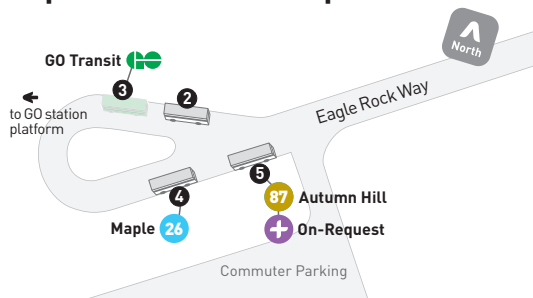 North
GO Transit GO
3
2
to GO station
platform
Eagle Rock Way
5
4
87 Autumn Hill
Maple 26
On-Request
Commuter Parking